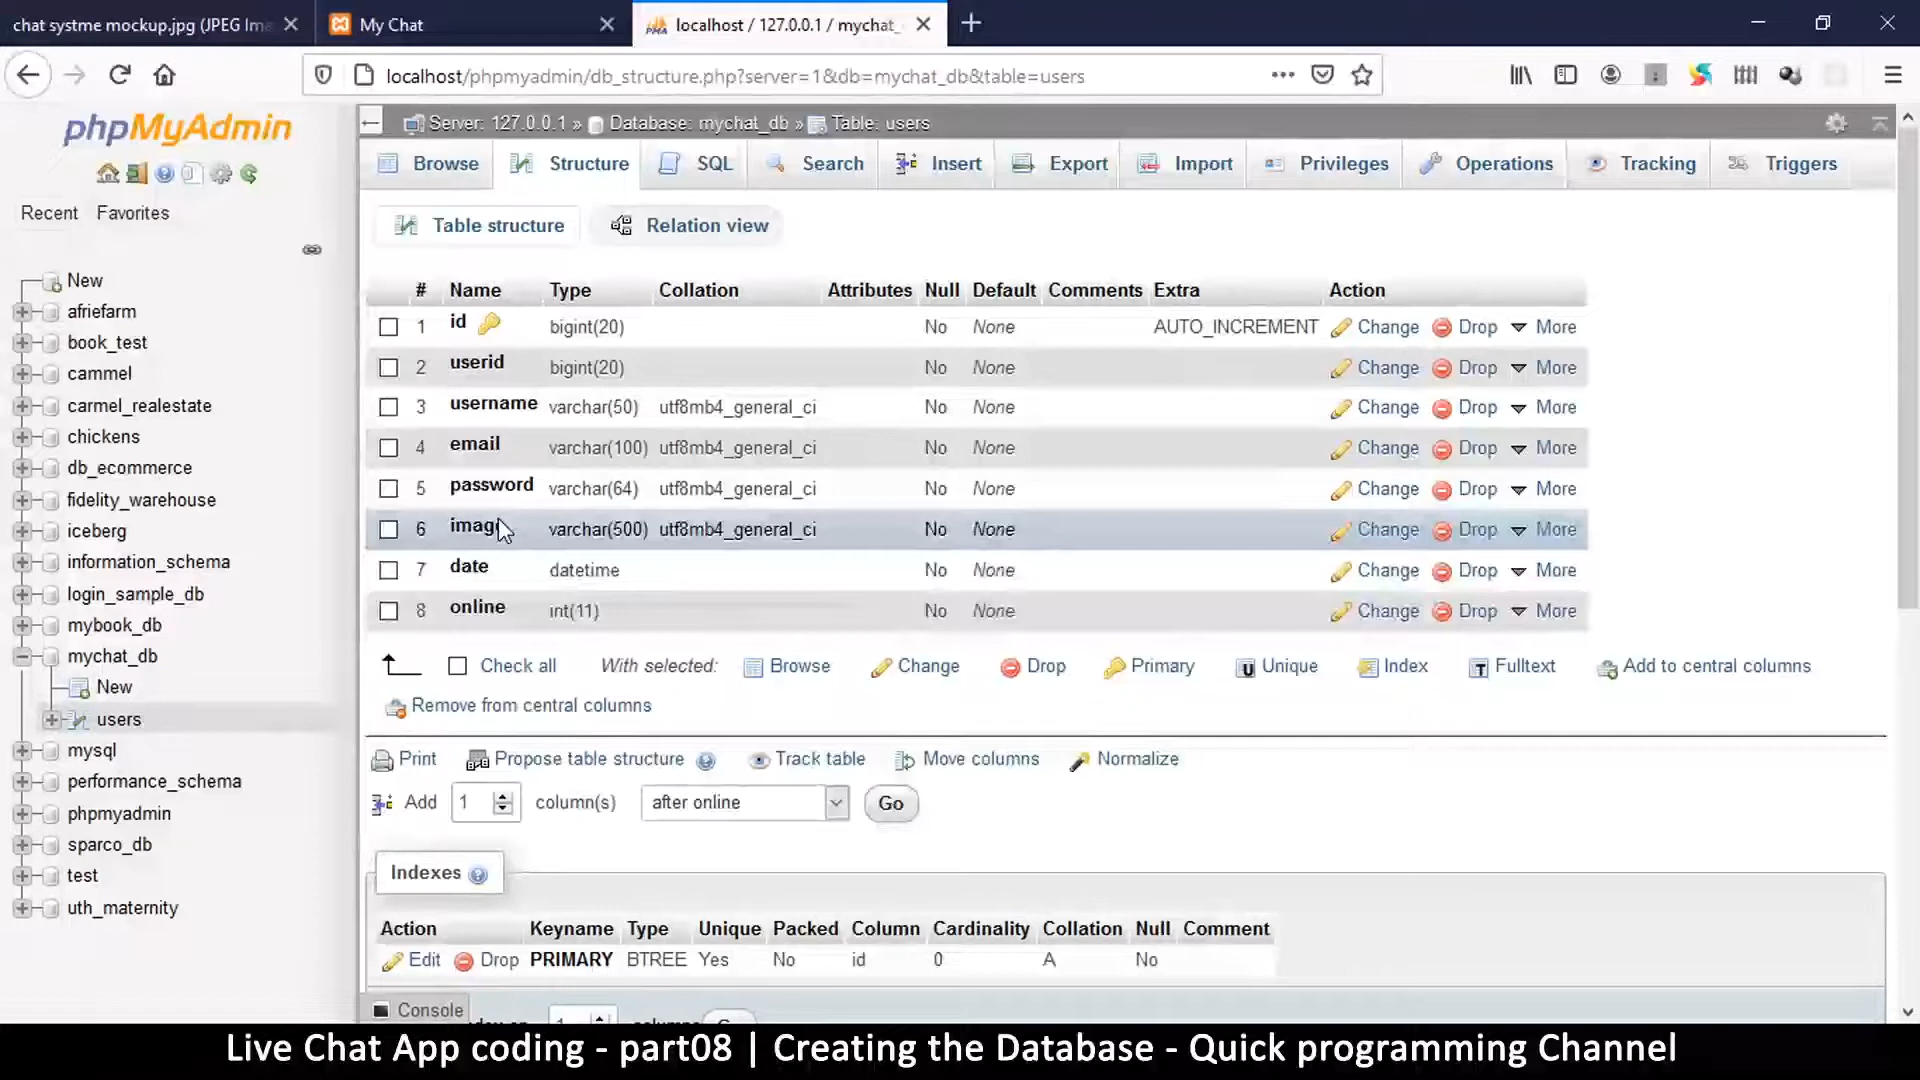 chat systme mockup.jpg (JPEG Ima
My Chat
localhost / 127.0.0.1 / mychat_
localhost/phpmyadmin/db_structure.php?server=1&db=mychat_db&table=users
phpMyAdmin
Recent Favorites
New
afriefarm
book_test
cammel
carmel_realestate
chickens
db_ecommerce
fidelity_warehouse
iceberg
information_schema
login_sample_db
mybook_db
mychat_db
New
users
mysql
performance_schema
phpmyadmin
sparco_db
test
uth_maternity
Server: 127.0.0.1 » Database: mychat_db » Table: users
Browse Structure SQL Search Insert Export Import Privileges Operations Tracking Triggers
Table structure Relation view
# Name Type Collation Attributes Null Default Comments Extra Action
1 id bigint(20) No None AUTO_INCREMENT Change Drop More
2 userid bigint(20) No None Change Drop More
3 username varchar(50) utf8mb4_general_ci No None Change Drop More
4 email varchar(100) utf8mb4_general_ci No None Change Drop More
5 password varchar(64) utf8mb4_general_ci No None Change Drop More
6 image varchar(500) utf8mb4_general_ci No None Change Drop More
7 date datetime No None Change Drop More
8 online int(11) No None Change Drop More
Check all With selected: Browse Change Drop Primary Unique Index Fulltext Add to central columns
Remove from central columns
Print Propose table structure Track table Move columns Normalize
Add 1 column(s) after online Go
Indexes
Action Keyname Type Unique Packed Column Cardinality Collation Null Comment
Edit Drop PRIMARY BTREE Yes No id 0 A No
Console
Live Chat App coding - part08 | Creating the Database - Quick programming Channel